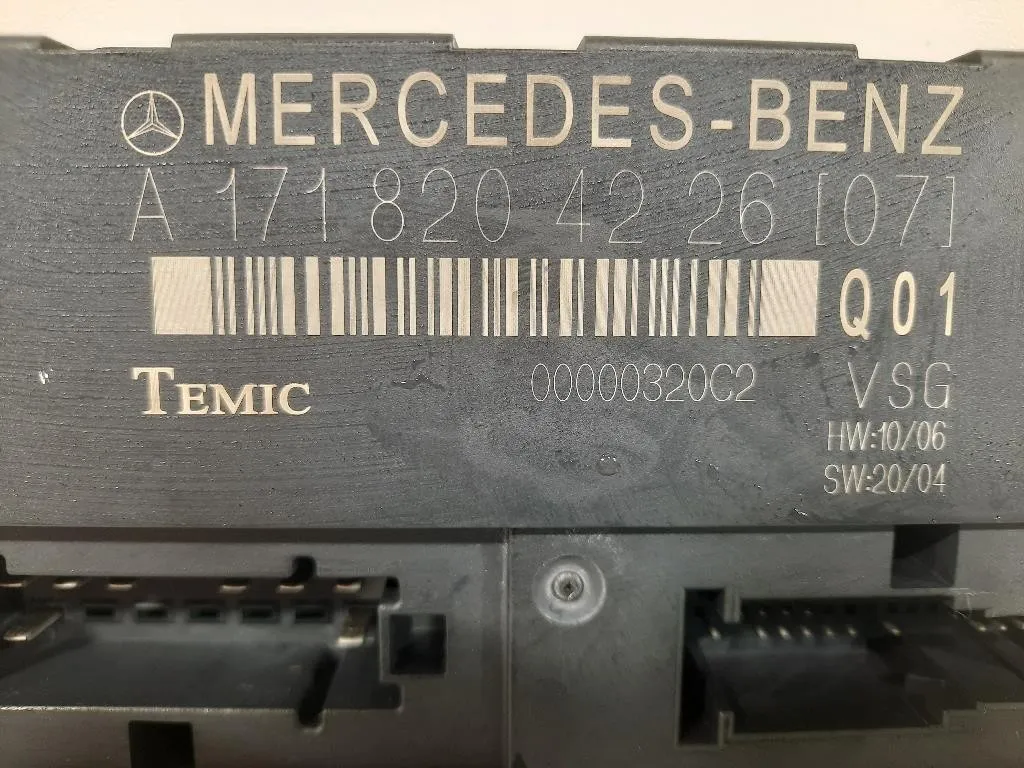 MERCEDES-BENZ
A 171 820 42 26 [07]
Q01
TEMIC 00000320C2 VSG
HW:10/06
SW:20/04